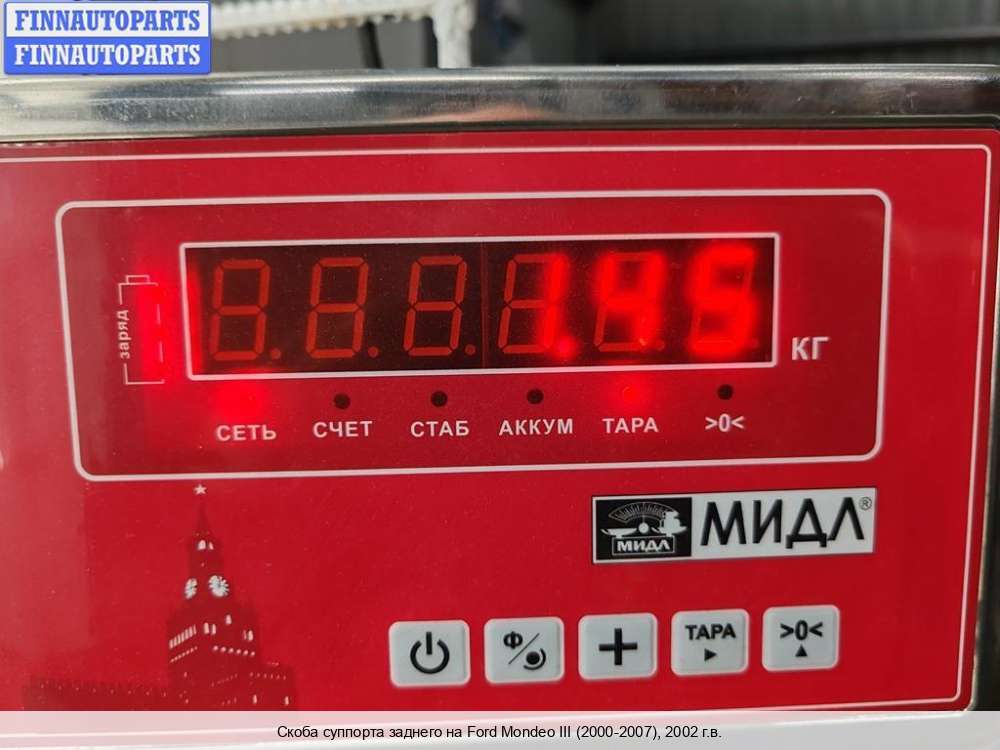 FINNAUTOPARTS
FINNAUTOPARTS
заряд
1.45
КГ
СЕТЬ СЧЕТ СТАБ АККУМ ТАРА >0<
МИДЛ
МИДЛ®
Ф ТАРА >0<
Скоба суппорта заднего на Ford Mondeo III (2000-2007), 2002 г.в.